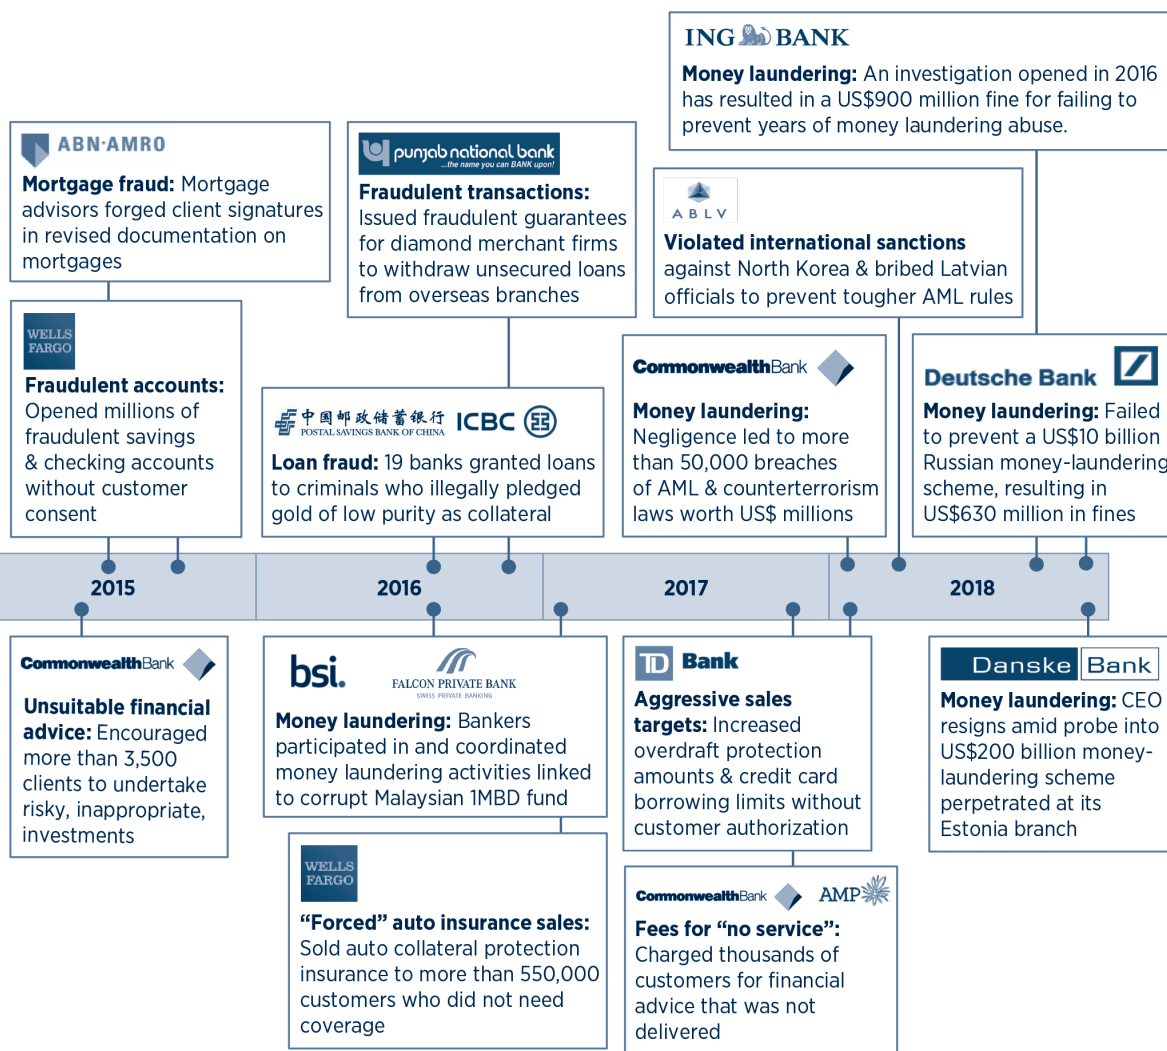 ING BANK
Money laundering: An investigation opened in 2016
has resulted in a US$900 million fine for failing to
prevent years of money laundering abuse.
ABN·AMRO
Mortgage fraud: Mortgage
advisors forged client signatures
in revised documentation on
mortgages
punjab national bank
...the name you can BANK upon!
Fraudulent transactions:
Issued fraudulent guarantees
for diamond merchant firms
to withdraw unsecured loans
from overseas branches
ABLV
Violated international sanctions
against North Korea & bribed Latvian
officials to prevent tougher AML rules
WELLS
FARGO
Fraudulent accounts:
Opened millions of
fraudulent savings
& checking accounts
without customer
consent
中国邮政储蓄银行
POSTAL SAVINGS BANK OF CHINA
ICBC
Loan fraud: 19 banks granted loans
to criminals who illegally pledged
gold of low purity as collateral
CommonwealthBank
Money laundering:
Negligence led to more
than 50,000 breaches
of AML & counterterrorism
laws worth US$ millions
Deutsche Bank
Money laundering: Failed
to prevent a US$10 billion
Russian money-laundering
scheme, resulting in
US$630 million in fines
2015
2016
2017
2018
CommonwealthBank
Unsuitable financial
advice: Encouraged
more than 3,500
clients to undertake
risky, inappropriate,
investments
bsi.
FALCON PRIVATE BANK
SWISS PRIVATE BANKING
Money laundering: Bankers
participated in and coordinated
money laundering activities linked
to corrupt Malaysian 1MBD fund
WELLS
FARGO
“Forced” auto insurance sales:
Sold auto collateral protection
insurance to more than 550,000
customers who did not need
coverage
TD Bank
Aggressive sales
targets: Increased
overdraft protection
amounts & credit card
borrowing limits without
customer authorization
CommonwealthBank
AMP
Fees for “no service”:
Charged thousands of
customers for financial
advice that was not
delivered
Danske Bank
Money laundering: CEO
resigns amid probe into
US$200 billion money-
laundering scheme
perpetrated at its
Estonia branch